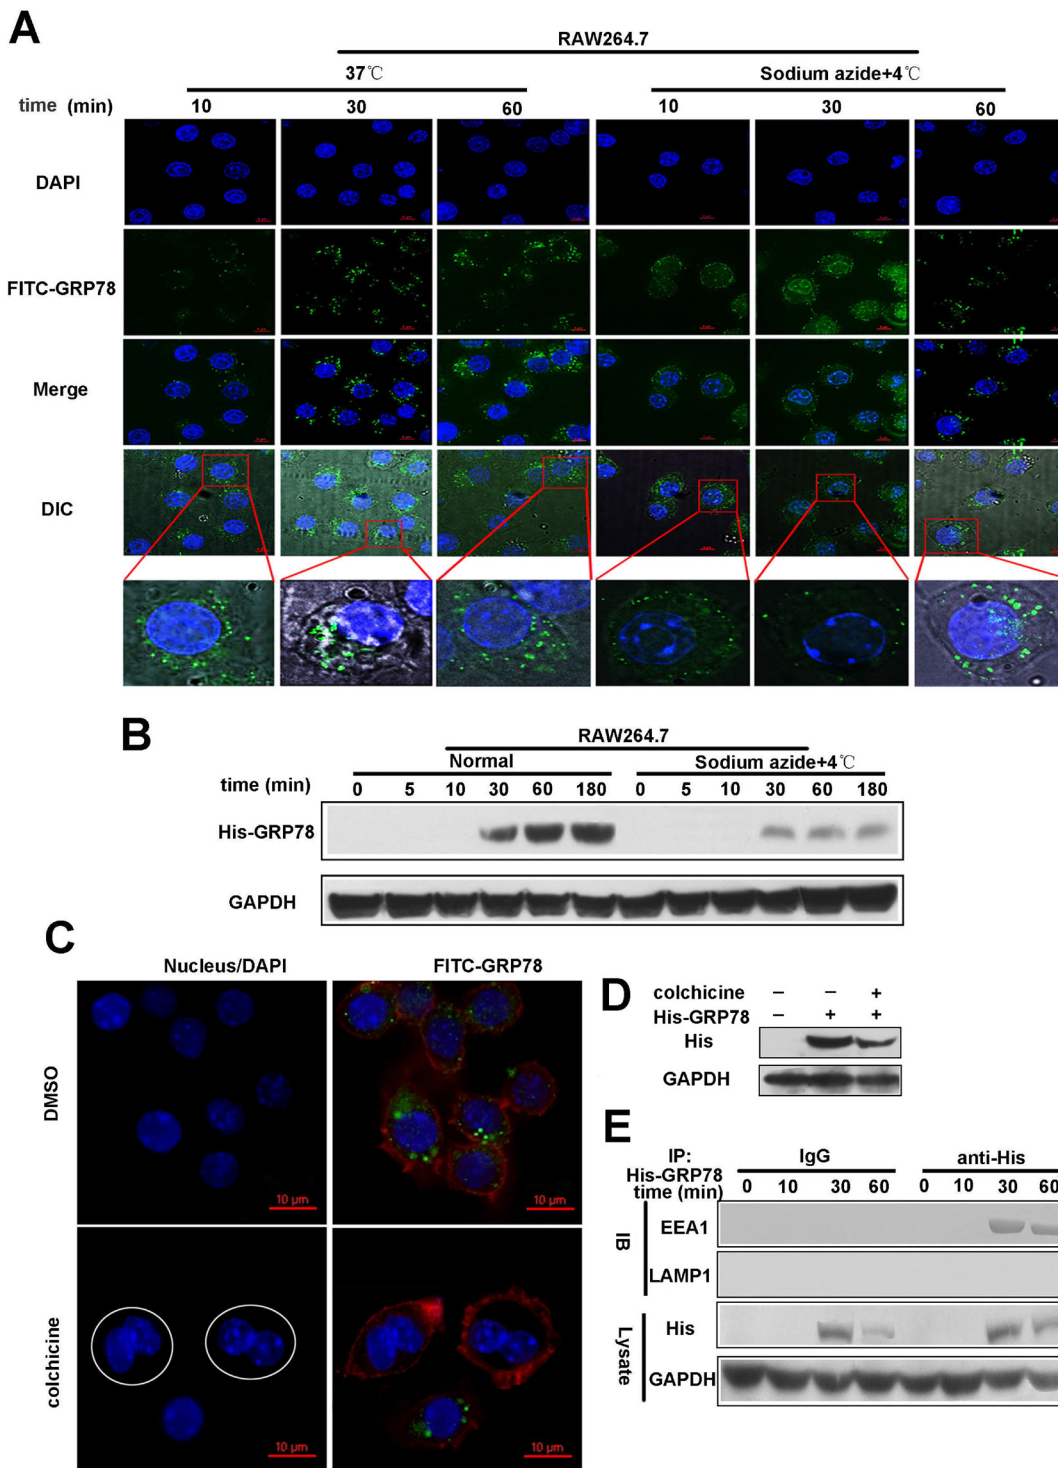 A
RAW264.7
37℃ Sodium azide+4℃
time (min) 10 30 60 10 30 60
DAPI
FITC-GRP78
Merge
DIC
B
RAW264.7
Normal Sodium azide+4℃
time (min) 0 5 10 30 60 180 0 5 10 30 60 180
His-GRP78
GAPDH
C
Nucleus/DAPI FITC-GRP78
DMSO
10 μm 10 μm
colchicine
10 μm 10 μm
D
colchicine − − +
His-GRP78 − + +
His
GAPDH
E
IP: IgG anti-His
His-GRP78
time (min) 0 10 30 60 0 10 30 60
IB
EEA1
LAMP1
Lysate
His
GAPDH